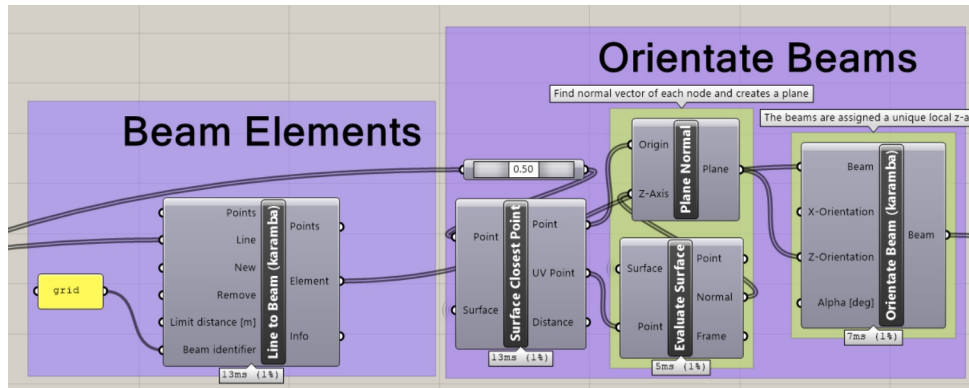 Orientate Beams
Find normal vector of each node and creates a plane
The beams are assigned a unique local z-a
Beam Elements
0.50
Origin
Z-Axis
Plane Normal
Plane
Beam
X-Orientation
Z-Orientation
Alpha [deg]
Orientate Beam (karamba)
Beam
7ms (1%)
Points
Line
New
Remove
Limit distance [m]
Beam identifier
Line to Beam (karamba)
Points
Element
Info
13ms (1%)
grid
Point
Surface
Surface Closest Point
Point
UV Point
Distance
13ms (1%)
Surface
Point
Evaluate Surface
Point
Normal
Frame
5ms (1%)